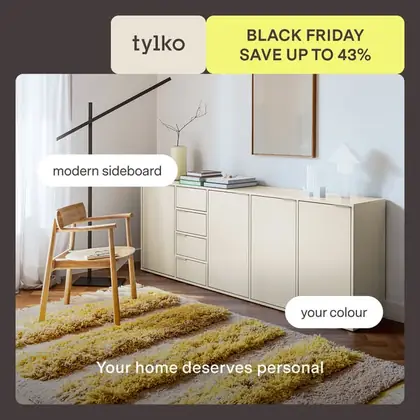 tylko
BLACK FRIDAY
SAVE UP TO 43%
modern sideboard
your colour
Your home deserves personal